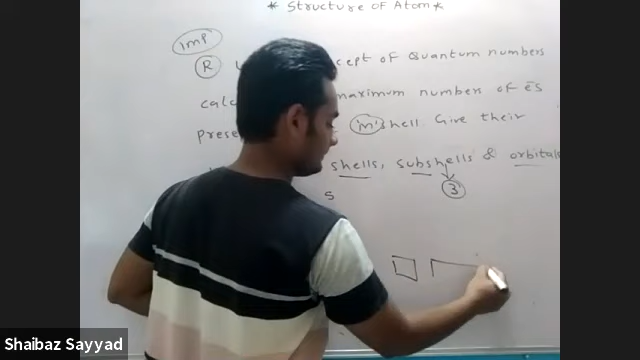 * Structure of Atom *
IMP
R cept of Quantum numbers
calc maximum numbers of ēs
prese 'M' shell. Give their
shells, subshells & orbitals
3
s
Shaibaz Sayyad